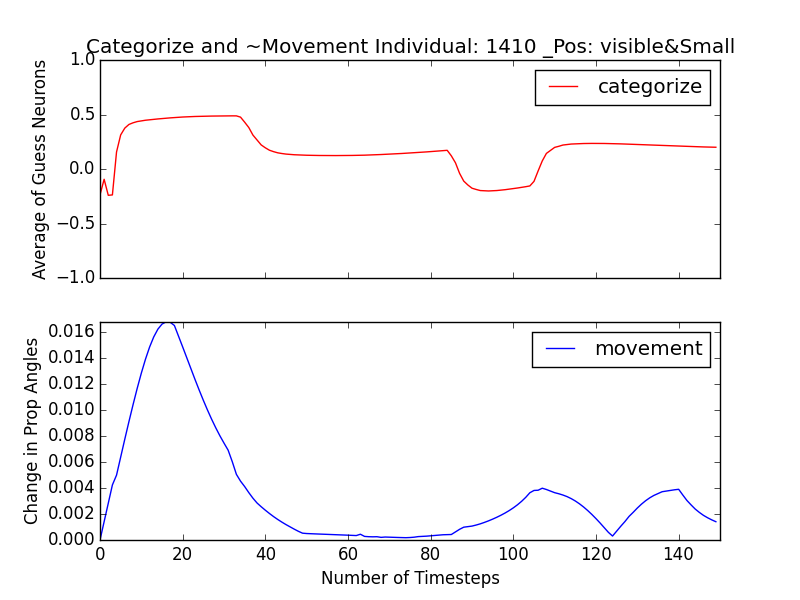 Categorize and ~Movement Individual: 1410 _Pos: visible&Small
1.0
0.5
0.0
−0.5
−1.0
Average of Guess Neurons
categorize
0.016
0.014
0.012
0.010
0.008
0.006
0.004
0.002
0.000
Change in Prop Angles
movement
0 20 40 60 80 100 120 140
Number of Timesteps